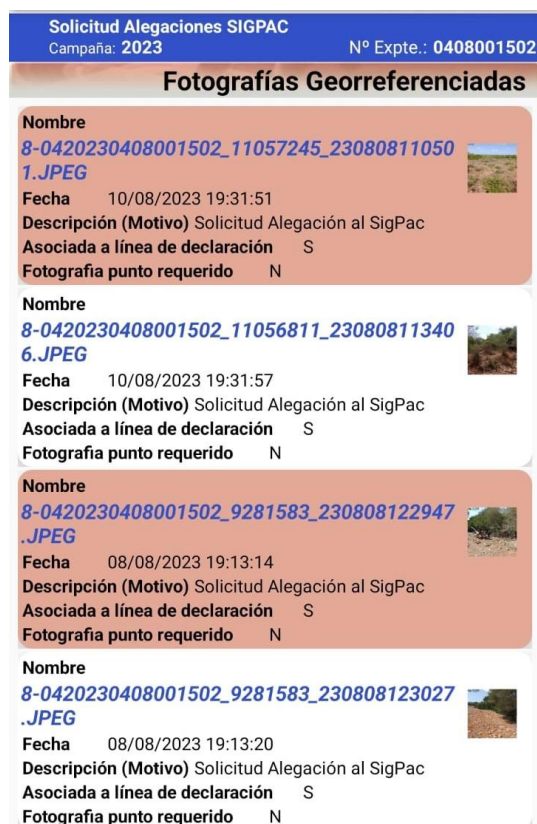 Solicitud Alegaciones SIGPAC
Campaña: 2023 Nº Expte.: 0408001502
Fotografías Georreferenciadas
Nombre
8-0420230408001502_11057245_23080811050
1.JPEG
Fecha 10/08/2023 19:31:51
Descripción (Motivo) Solicitud Alegación al SigPac
Asociada a línea de declaración S
Fotografia punto requerido N
Nombre
8-0420230408001502_11056811_23080811340
6.JPEG
Fecha 10/08/2023 19:31:57
Descripción (Motivo) Solicitud Alegación al SigPac
Asociada a línea de declaración S
Fotografia punto requerido N
Nombre
8-0420230408001502_9281583_230808122947
.JPEG
Fecha 08/08/2023 19:13:14
Descripción (Motivo) Solicitud Alegación al SigPac
Asociada a línea de declaración S
Fotografia punto requerido N
Nombre
8-0420230408001502_9281583_230808123027
.JPEG
Fecha 08/08/2023 19:13:20
Descripción (Motivo) Solicitud Alegación al SigPac
Asociada a línea de declaración S
Fotografia punto requerido N